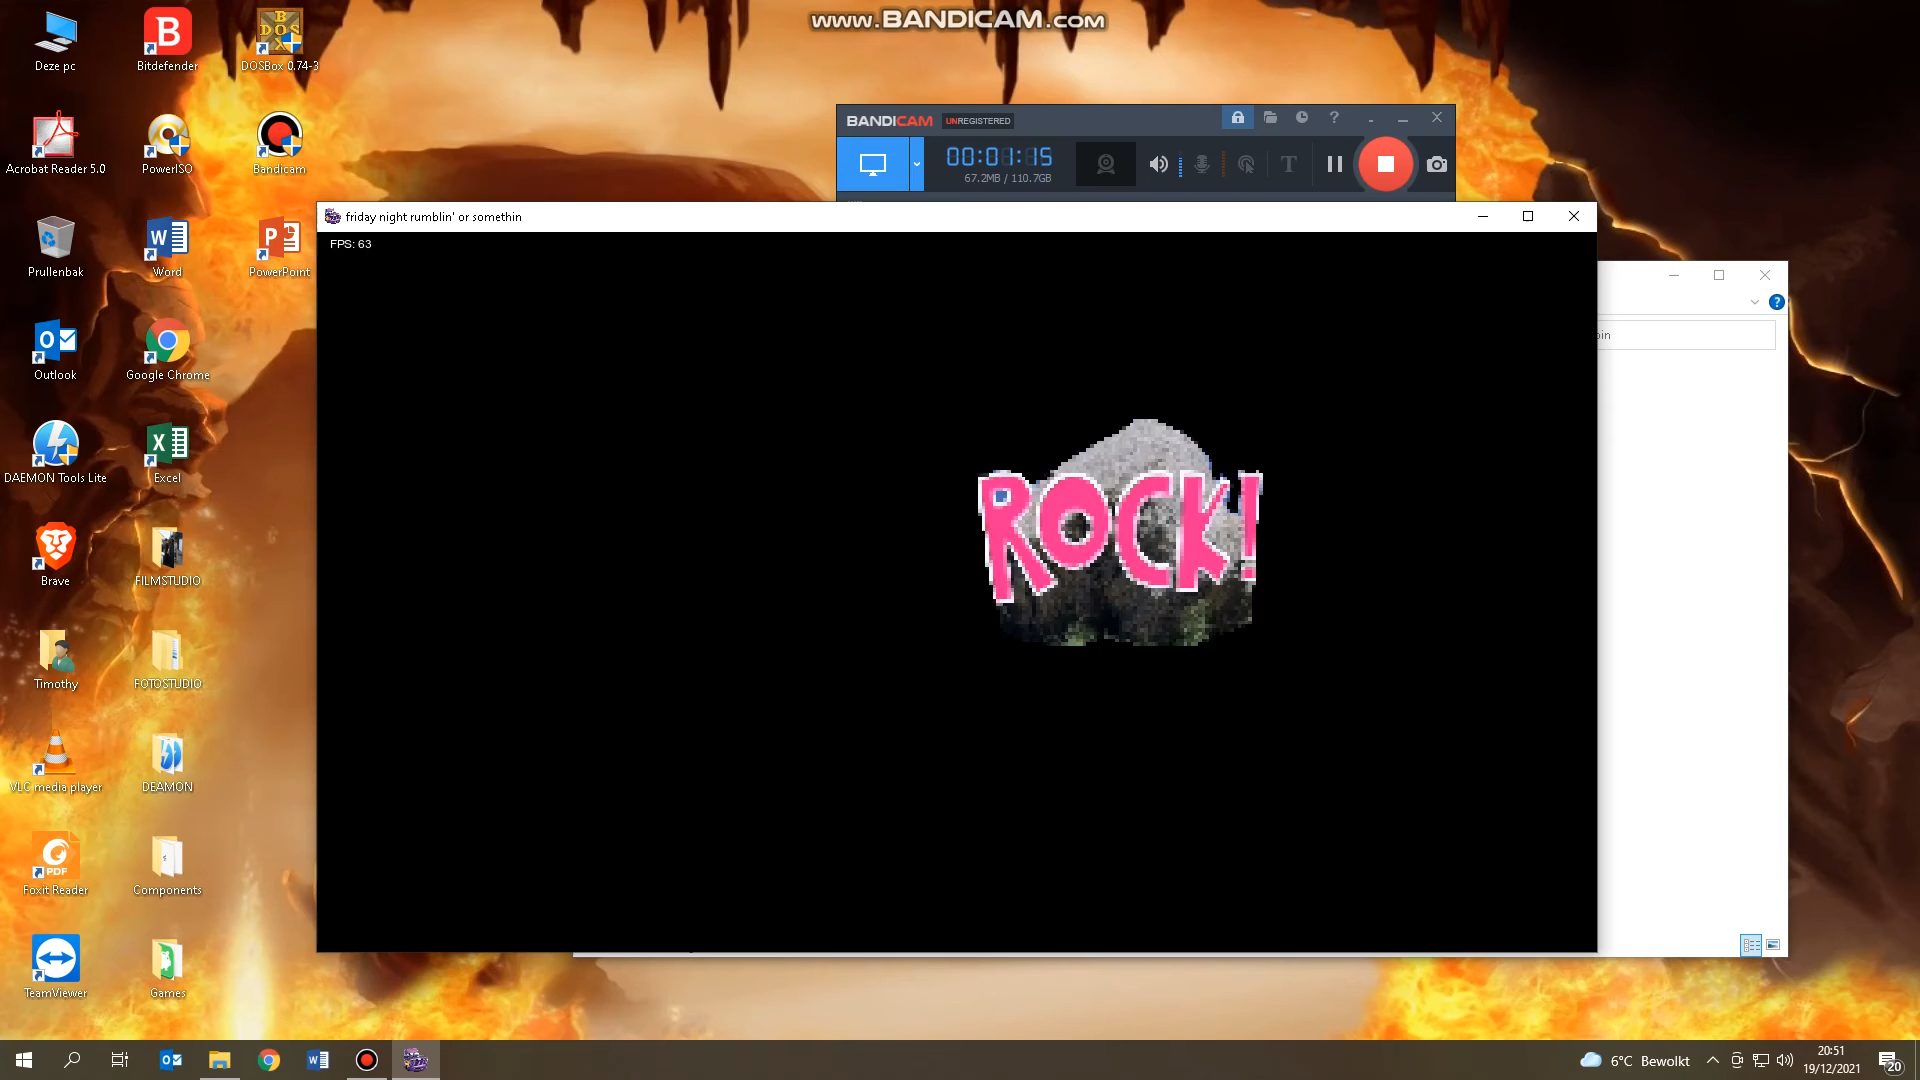 www.BANDICAM.com
Deze pc
Bitdefender
DOSBox 0.74-3
Acrobat Reader 5.0
PowerISO
Bandicam
Prullenbak
Word
PowerPoint
Outlook
Google Chrome
DAEMON Tools Lite
Excel
Brave
FILMSTUDIO
Timothy
FOTOSTUDIO
VLC media player
DEAMON
Foxit Reader
Components
TeamViewer
Games
BANDICAM UNREGISTERED
00:01:15
67.2MB / 110.7GB
friday night rumblin' or somethin
FPS: 63
ROCK!
6°C Bewolkt
20:51
19/12/2021
20